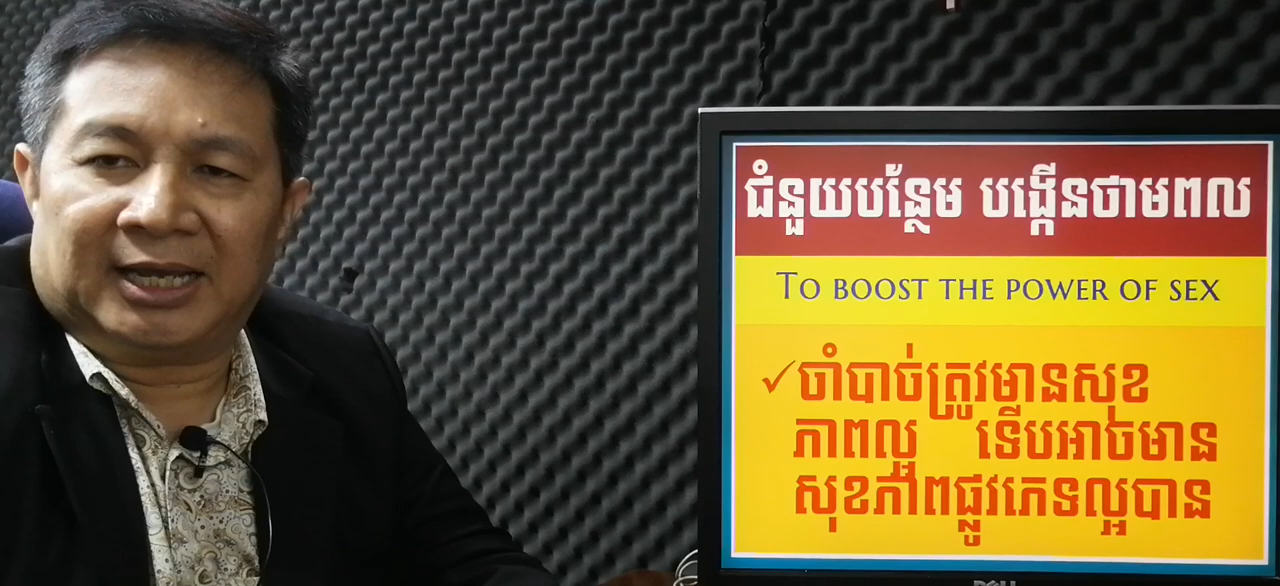 ជំនួយបន្ថែម បង្កើនថាមពល
TO BOOST THE POWER OF SEX
✓ចាំបាច់ត្រូវមានសុខ
ភាពល្អ ទើបអាចមាន
សុខភាពផ្លូវភេទល្អបាន